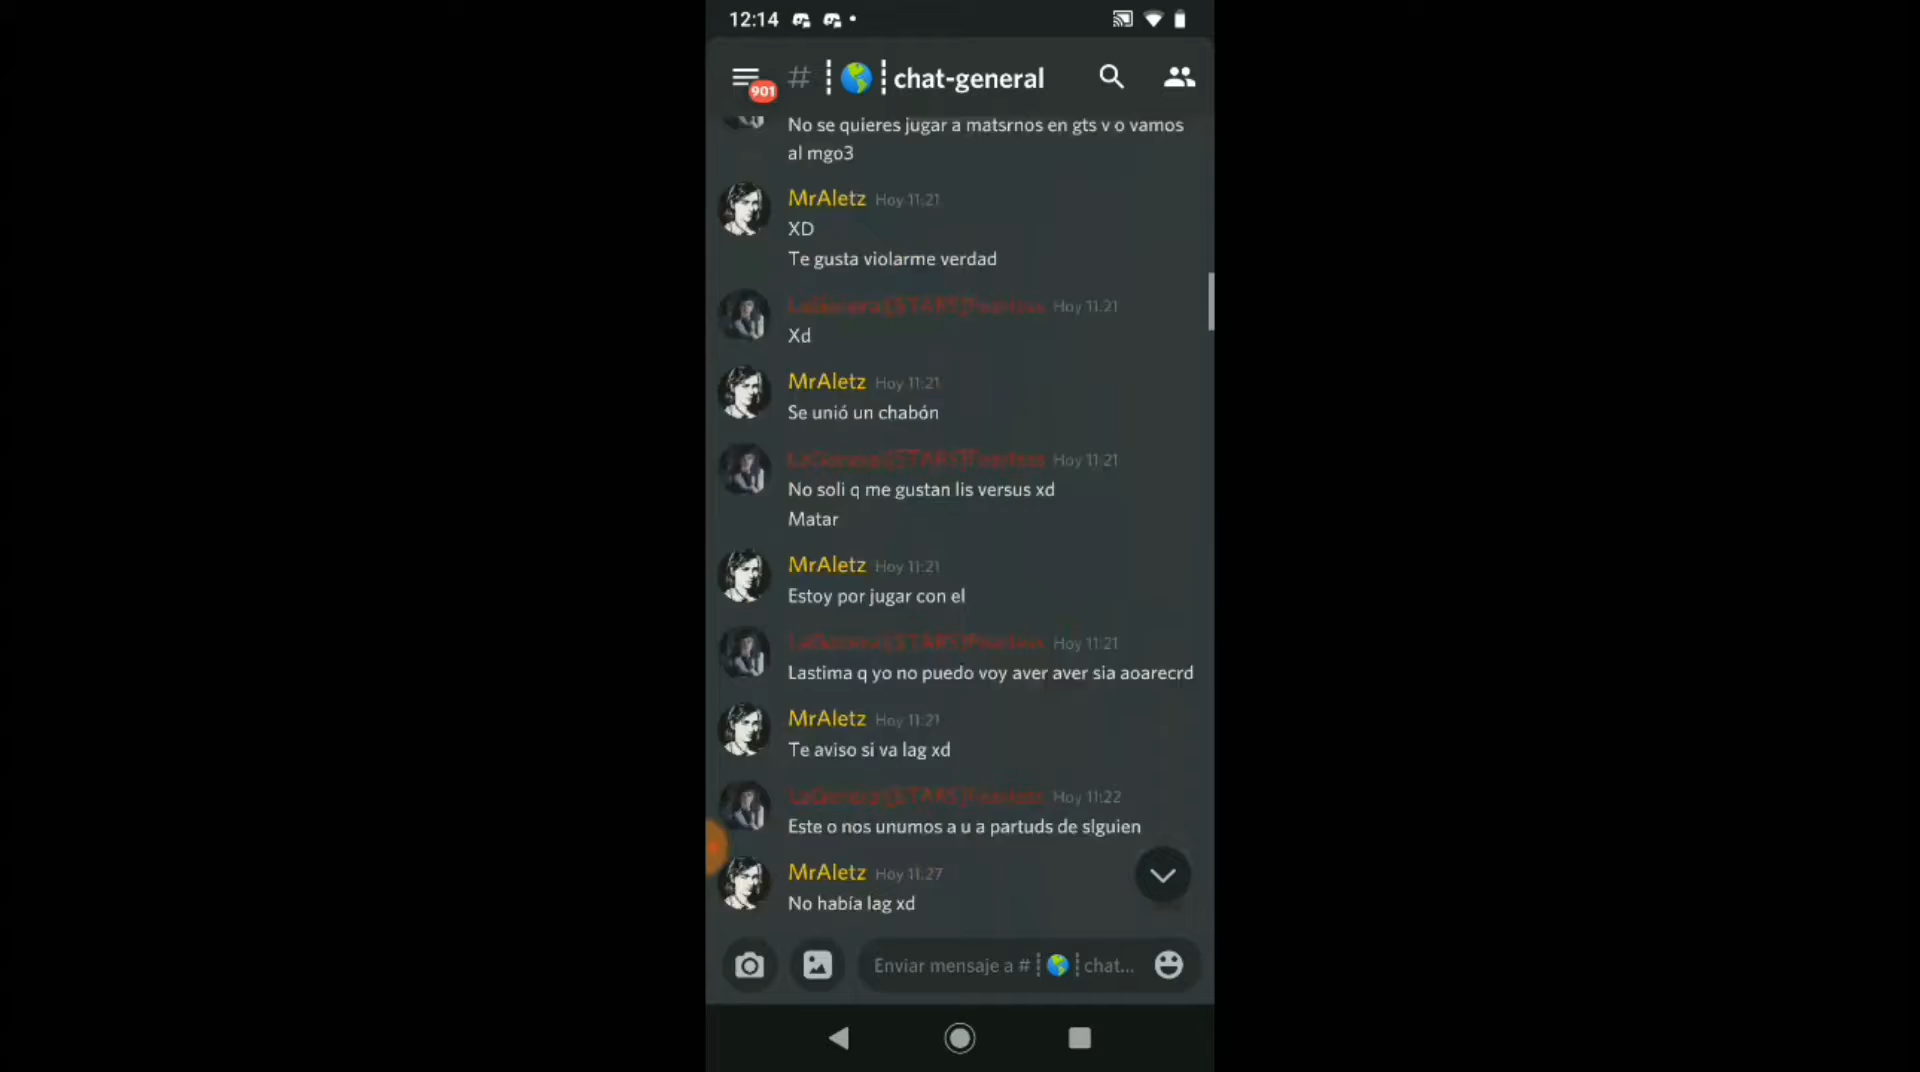 12:14
901
# chat-general
No se quieres jugar a matsrnos en gts v o vamos
al mgo3
MrAletz Hoy 11:21
XD
Te gusta violarme verdad
Hoy 11:21
Xd
MrAletz Hoy 11:21
Se unió un chabón
Hoy 11:21
No soli q me gustan lis versus xd
Matar
MrAletz Hoy 11:21
Estoy por jugar con el
Hoy 11:21
Lastima q yo no puedo voy aver aver sia aoarecrd
MrAletz Hoy 11:21
Te aviso si va lag xd
Hoy 11:22
Este o nos unumos a u a partuds de slguien
MrAletz Hoy 11:27
No había lag xd
Enviar mensaje a # chat...